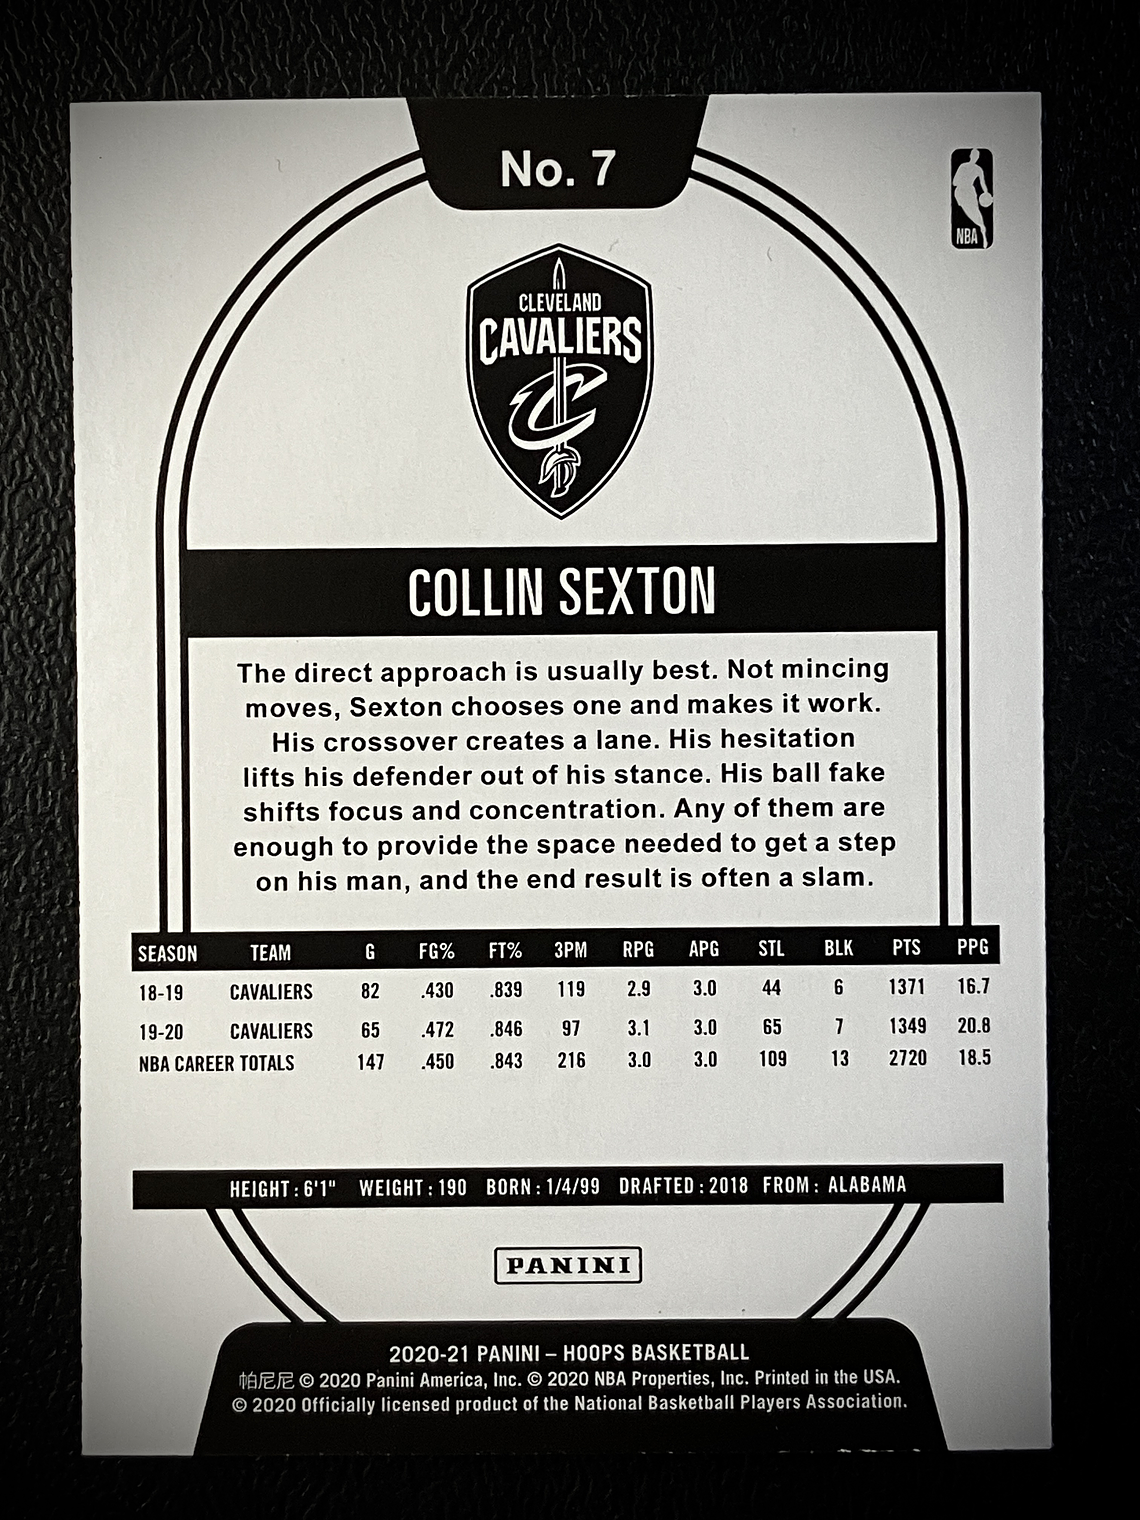 No. 7
NBA
CLEVELAND
CAVALIERS
C
COLLIN SEXTON
The direct approach is usually best. Not mincing
moves, Sexton chooses one and makes it work.
His crossover creates a lane. His hesitation
lifts his defender out of his stance. His ball fake
shifts focus and concentration. Any of them are
enough to provide the space needed to get a step
on his man, and the end result is often a slam.
SEASON TEAM G FG% FT% 3PM RPG APG STL BLK PTS PPG
18-19 CAVALIERS 82 .430 .839 119 2.9 3.0 44 6 1371 16.7
19-20 CAVALIERS 65 .472 .846 97 3.1 3.0 65 7 1349 20.8
NBA CAREER TOTALS 147 .450 .843 216 3.0 3.0 109 13 2720 18.5
HEIGHT: 6'1" WEIGHT: 190 BORN: 1/4/99 DRAFTED: 2018 FROM: ALABAMA
PANINI
2020-21 PANINI – HOOPS BASKETBALL
帕尼尼 © 2020 Panini America, Inc. © 2020 NBA Properties, Inc. Printed in the USA.
© 2020 Officially licensed product of the National Basketball Players Association.